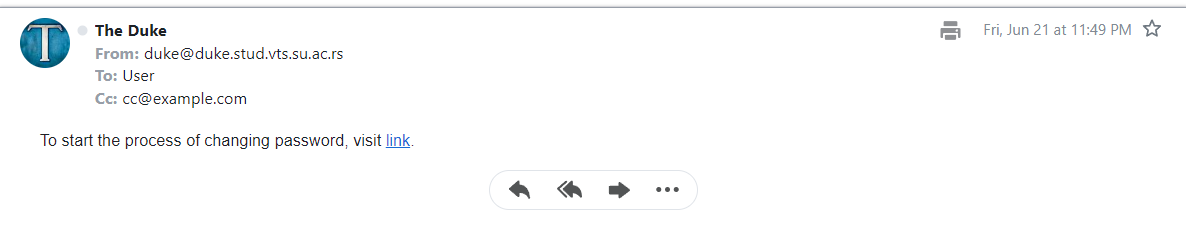 T
The Duke
From: duke@duke.stud.vts.su.ac.rs
To: User
Cc: cc@example.com
Fri, Jun 21 at 11:49 PM
To start the process of changing password, visit link.